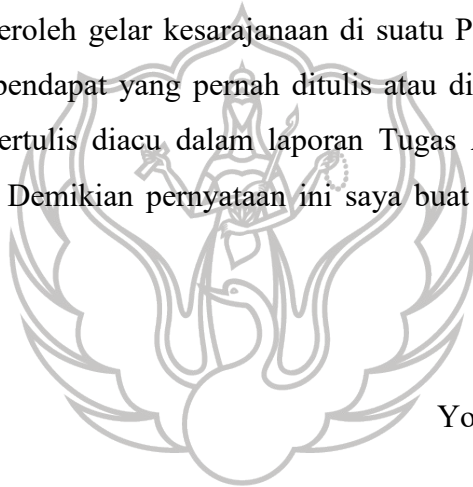 eroleh gelar kesarajanaan di suatu P
pendapat yang pernah ditulis atau di
ertulis diacu dalam laporan Tugas A
Demikian pernyataan ini saya buat
Yo